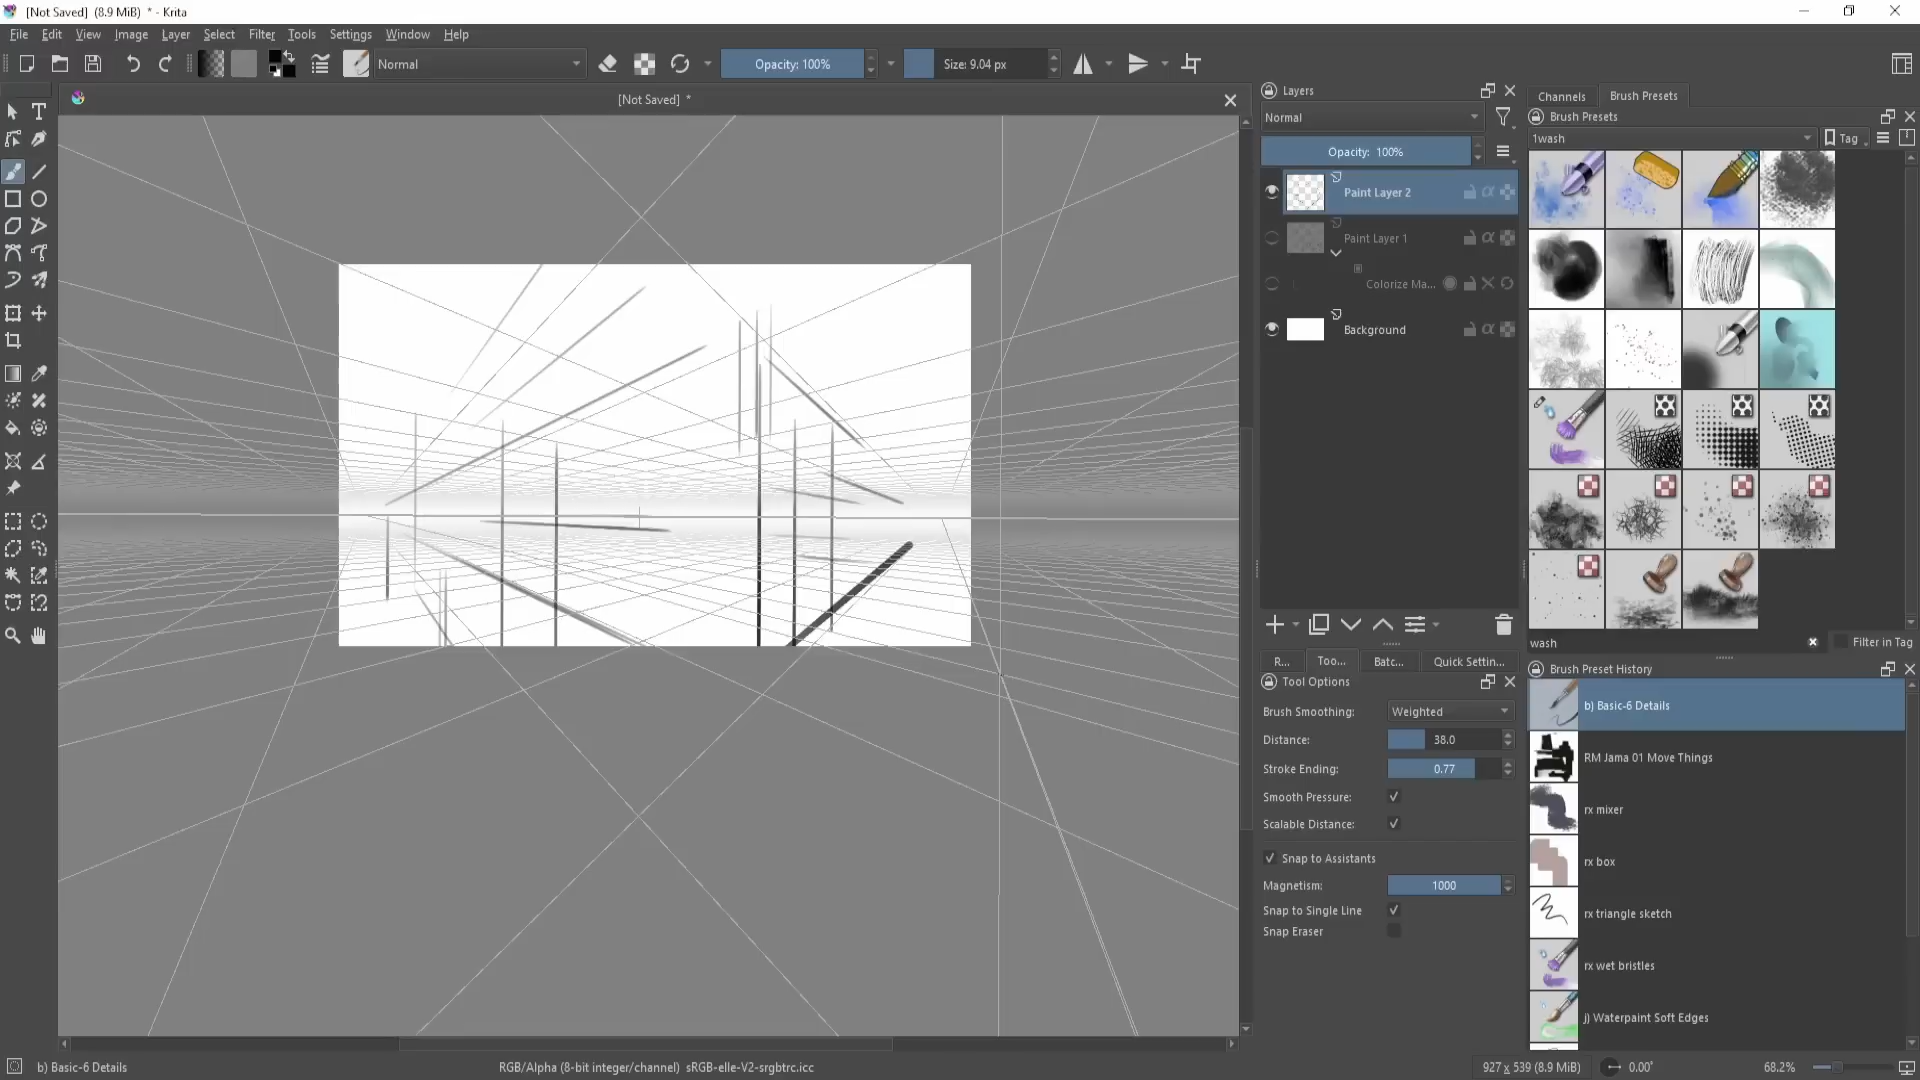 [Not Saved]  (8.9 MiB)  * - Krita
File Edit View Image Layer Select Filter Tools Settings Window Help
Normal
Opacity: 100%
Size: 9.04 px
[Not Saved]  *
Layers
Normal
Opacity:  100%
Paint Layer 2
Paint Layer 1
Colorize Ma...
Background
R... Too... Batc... Quick Settin...
Tool Options
Brush Smoothing: Weighted
Distance: 38.0
Stroke Ending: 0.77
Smooth Pressure:
Scalable Distance:
Snap to Assistants
Magnetism: 1000
Snap to Single Line
Snap Eraser
Channels Brush Presets
Brush Presets
1wash Tag
wash Filter in Tag
Brush Preset History
b) Basic-6 Details
RM Jama 01 Move Things
rx mixer
rx box
rx triangle sketch
rx wet bristles
j) Waterpaint Soft Edges
b) Basic-6 Details
RGB/Alpha (8-bit integer/channel)  sRGB-elle-V2-srgbtrc.icc
927 x 539 (8.9 MiB)
0.00°
68.2%